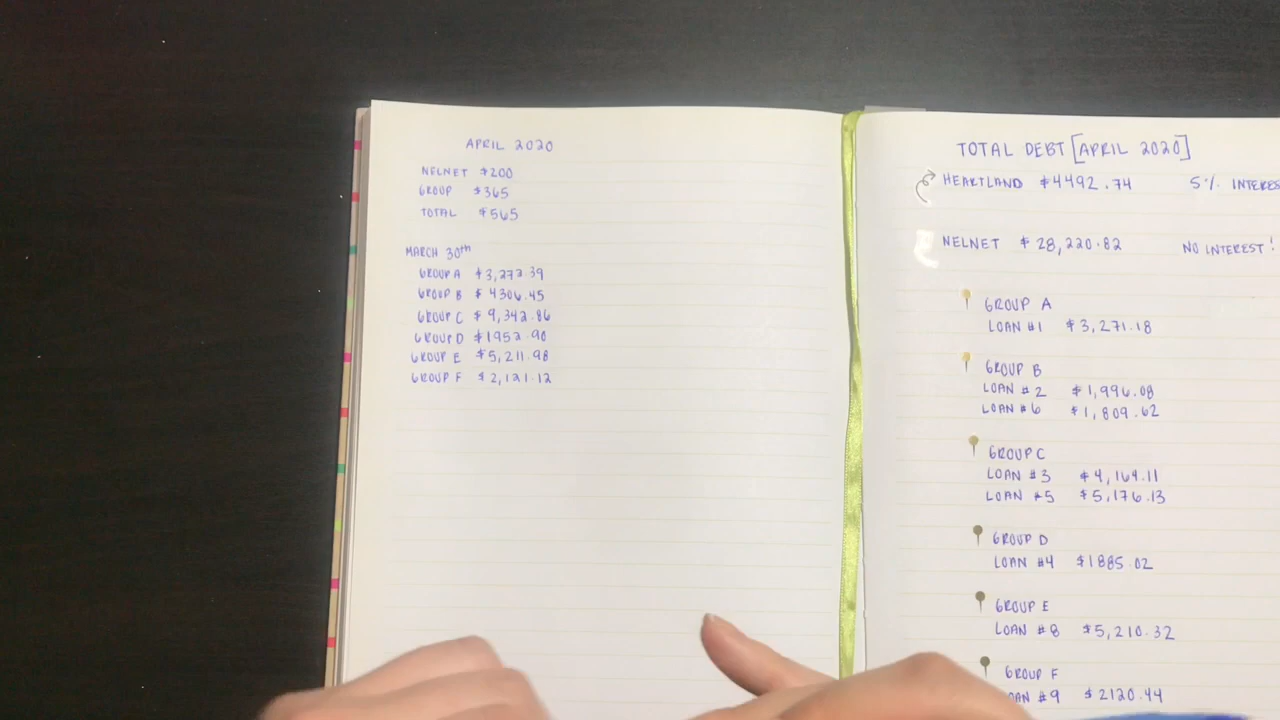 APRIL 2020
NELNET $200
GROUP $365
TOTAL $565
MARCH 30th
GROUP A $3,272.39
GROUP B $4306.45
GROUP C $9,342.86
GROUP D $1952.90
GROUP E $5,211.98
GROUP F $2,121.12
TOTAL DEBT [APRIL 2020]
HEARTLAND $4492.74 5% INTERES
NELNET $28,220.82 NO INTEREST!
GROUP A
LOAN #1 $3,271.18
GROUP B
LOAN #2 $1,996.08
LOAN #6 $1,809.62
GROUP C
LOAN #3 $4,164.11
LOAN #5 $5,176.13
GROUP D
LOAN #4 $1885.02
GROUP E
LOAN #8 $5,210.32
GROUP F
OAN #9 $2120.44